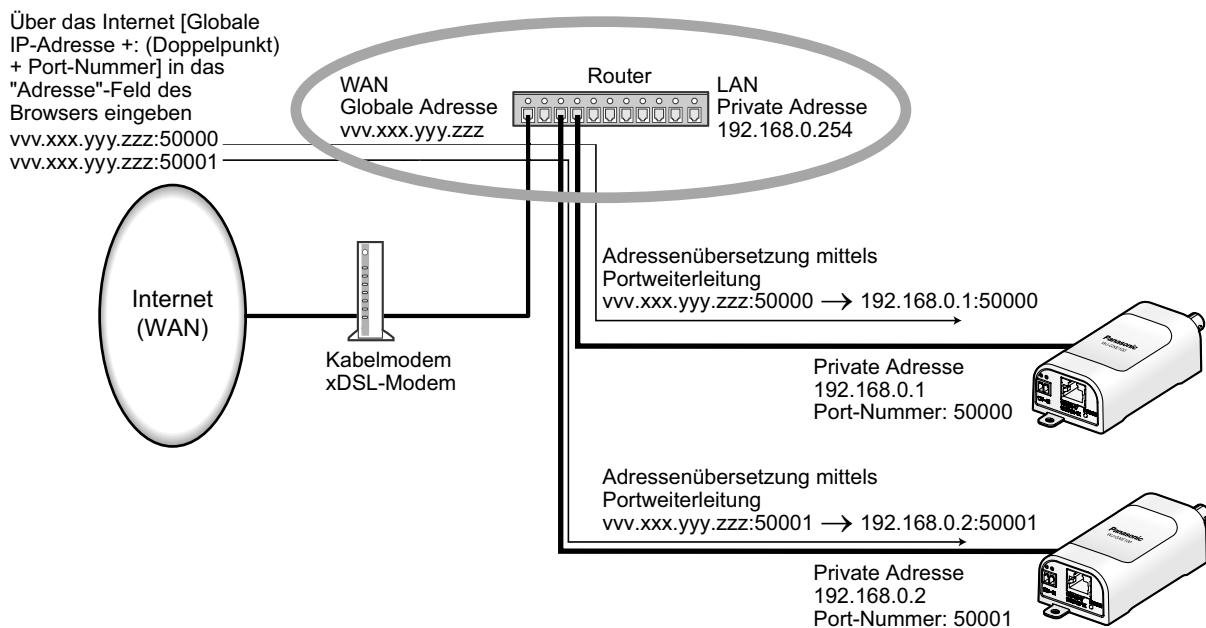 Über das Internet [Globale
IP-Adresse +: (Doppelpunkt)
+ Port-Nummer] in das
"Adresse"-Feld des
Browsers eingeben
vvv.xxx.yyy.zzz:50000
vvv.xxx.yyy.zzz:50001
WAN
Globale Adresse
vvv.xxx.yyy.zzz
Router
LAN
Private Adresse
192.168.0.254
Internet
(WAN)
Kabelmodem
xDSL-Modem
Adressenübersetzung mittels
Portweiterleitung
vvv.xxx.yyy.zzz:50000 → 192.168.0.1:50000
Private Adresse
192.168.0.1
Port-Nummer: 50000
Panasonic
Adressenübersetzung mittels
Portweiterleitung
vvv.xxx.yyy.zzz:50001 → 192.168.0.2:50001
Private Adresse
192.168.0.2
Port-Nummer: 50001
Panasonic